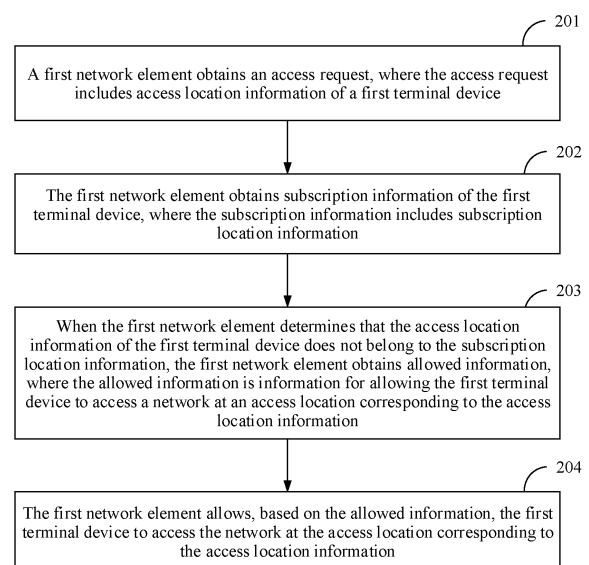 201
A first network element obtains an access request, where the access request
includes access location information of a first terminal device
202
The first network element obtains subscription information of the first
terminal device, where the subscription information includes subscription
location information
203
When the first network element determines that the access location
information of the first terminal device does not belong to the subscription
location information, the first network element obtains allowed information,
where the allowed information is information for allowing the first terminal
device to access a network at an access location corresponding to the access
location information
204
The first network element allows, based on the allowed information, the first
terminal device to access the network at the access location corresponding to
the access location information